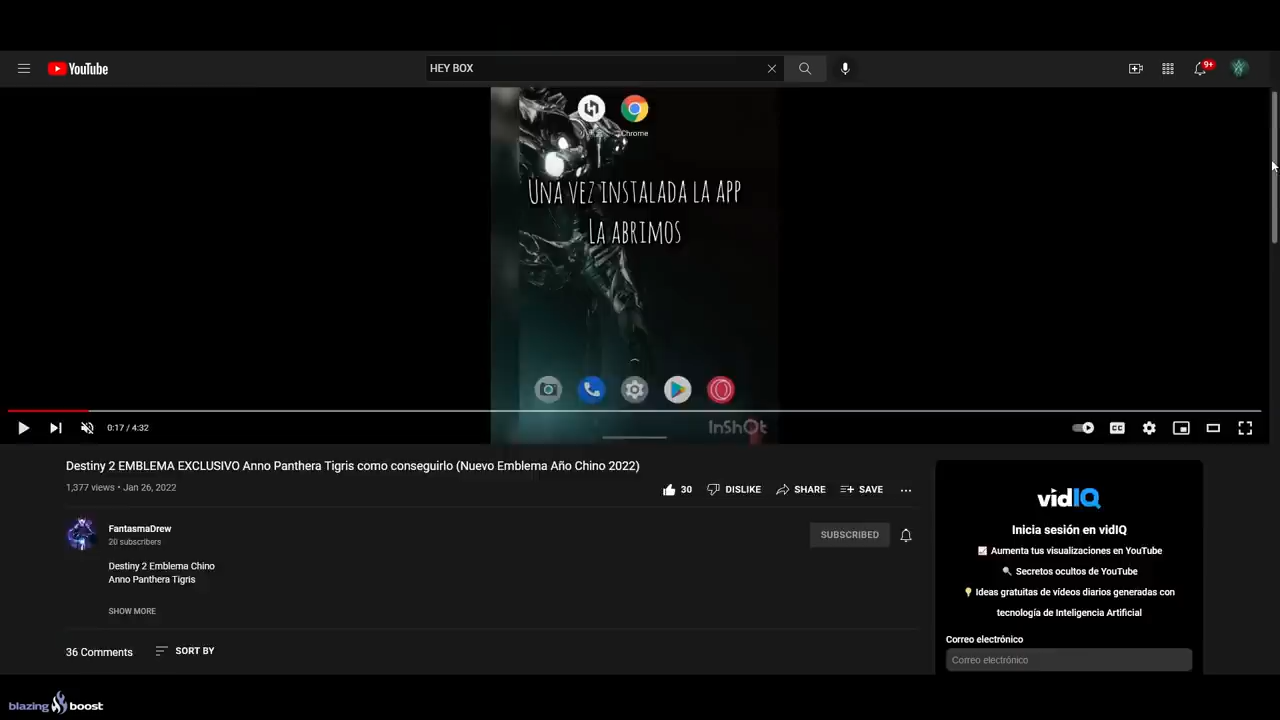 YouTube
HEY BOX
9+
Chrome
UNA VEZ INSTALADA LA APP
LA ABRIMOS
INSHOT
0:17 / 4:32
CC
Destiny 2 EMBLEMA EXCLUSIVO Anno Panthera Tigris como conseguirlo (Nuevo Emblema Año Chino 2022)
1,377 views • Jan 26, 2022
30
DISLIKE
SHARE
SAVE
FantasmaDrew
20 subscribers
SUBSCRIBED
Destiny 2 Emblema Chino
Anno Panthera Tigris
SHOW MORE
36 Comments
SORT BY
vidIQ
Inicia sesión en vidIQ
Aumenta tus visualizaciones en YouTube
Secretos ocultos de YouTube
Ideas gratuitas de vídeos diarios generadas con
tecnología de Inteligencia Artificial
Correo electrónico
Correo electrónico
blazing boost